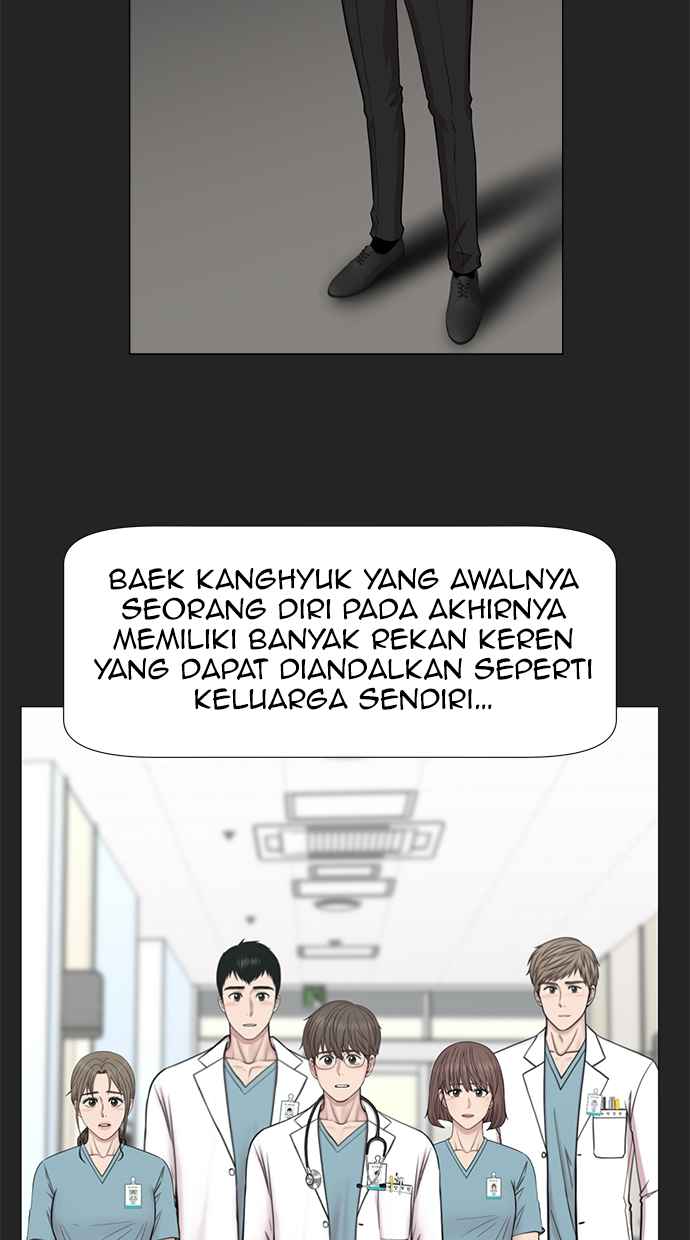 BAEK KANGHYUK YANG AWALNYA
SEORANG DIRI PADA AKHIRNYA
MEMILIKI BANYAK REKAN KEREN
YANG DAPAT DIANDALKAN SEPERTI
KELUARGA SENDIRI...